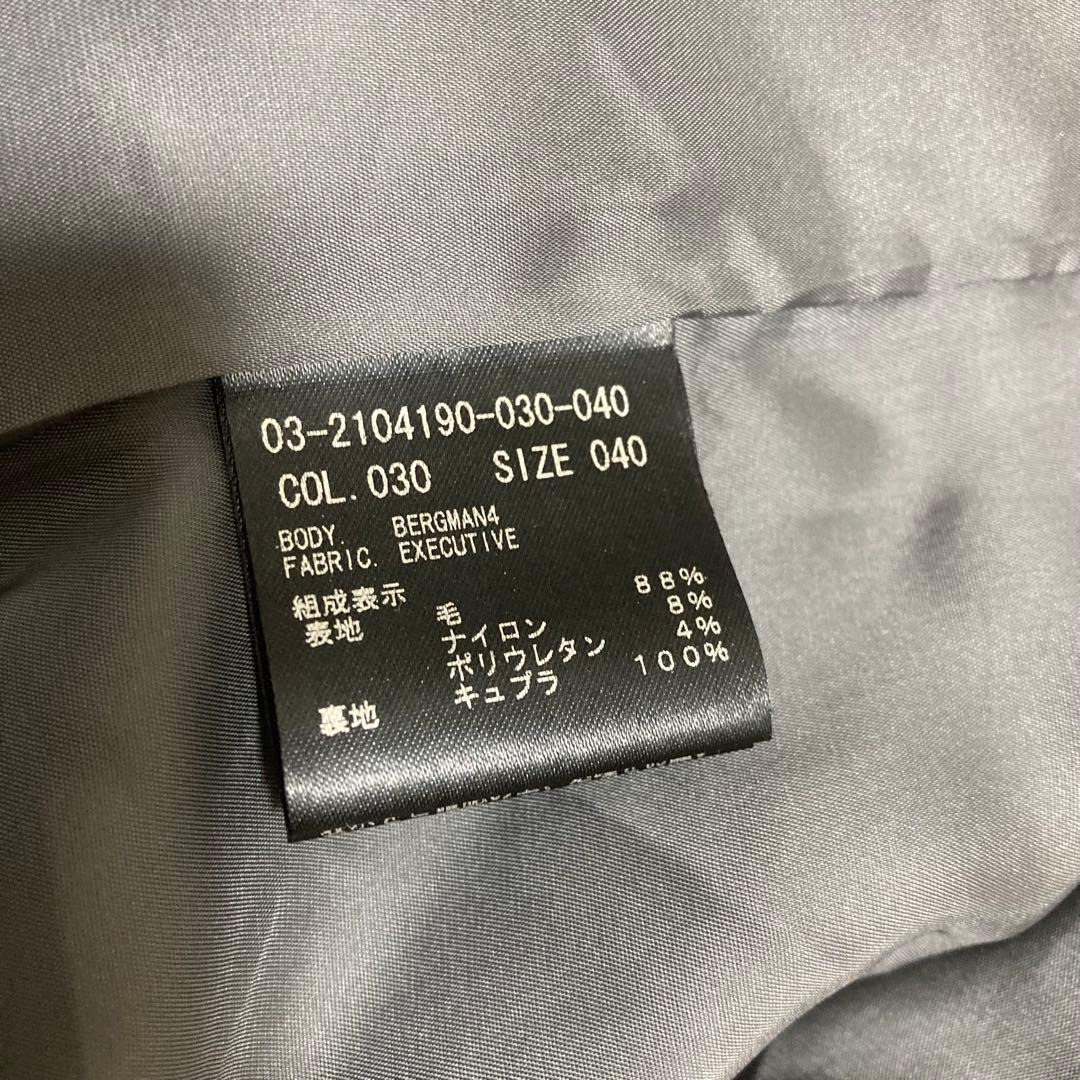 03-2104190-030-040
COL.030 SIZE 040
BODY. BERGMAN4
FABRIC. EXECUTIVE
組成表示
表地 毛 88%
ナイロン 8%
ポリウレタン 4%
裏地 キュプラ 100%